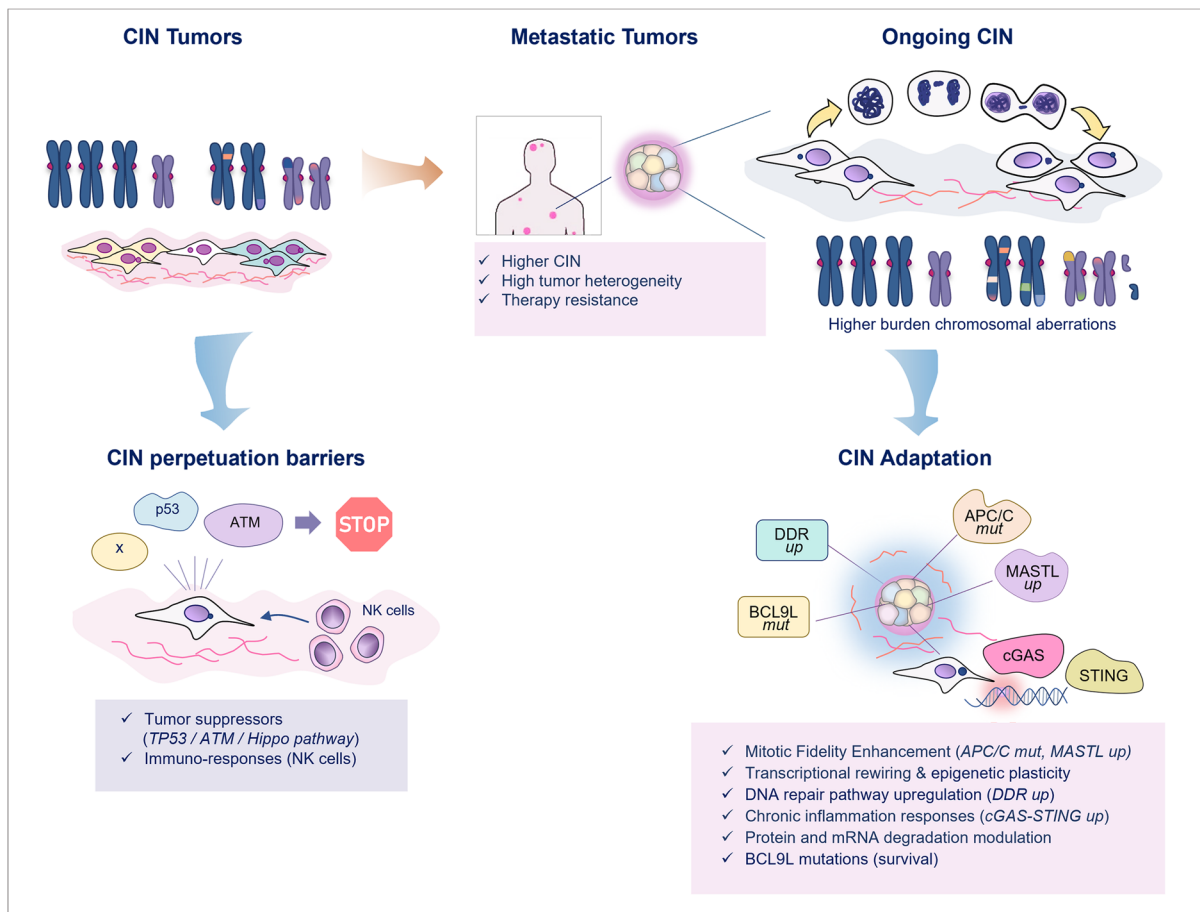 CIN Tumors
Metastatic Tumors
Ongoing CIN
✓ Higher CIN
✓ High tumor heterogeneity
✓ Therapy resistance
Higher burden chromosomal aberrations
CIN perpetuation barriers
p53
ATM
STOP
x
NK cells
✓ Tumor suppressors
(TP53 / ATM / Hippo pathway)
✓ Immuno-responses (NK cells)
CIN Adaptation
APC/C
mut
DDR
up
MASTL
up
BCL9L
mut
cGAS
STING
✓ Mitotic Fidelity Enhancement (APC/C mut, MASTL up)
✓ Transcriptional rewiring & epigenetic plasticity
✓ DNA repair pathway upregulation (DDR up)
✓ Chronic inflammation responses (cGAS-STING up)
✓ Protein and mRNA degradation modulation
✓ BCL9L mutations (survival)